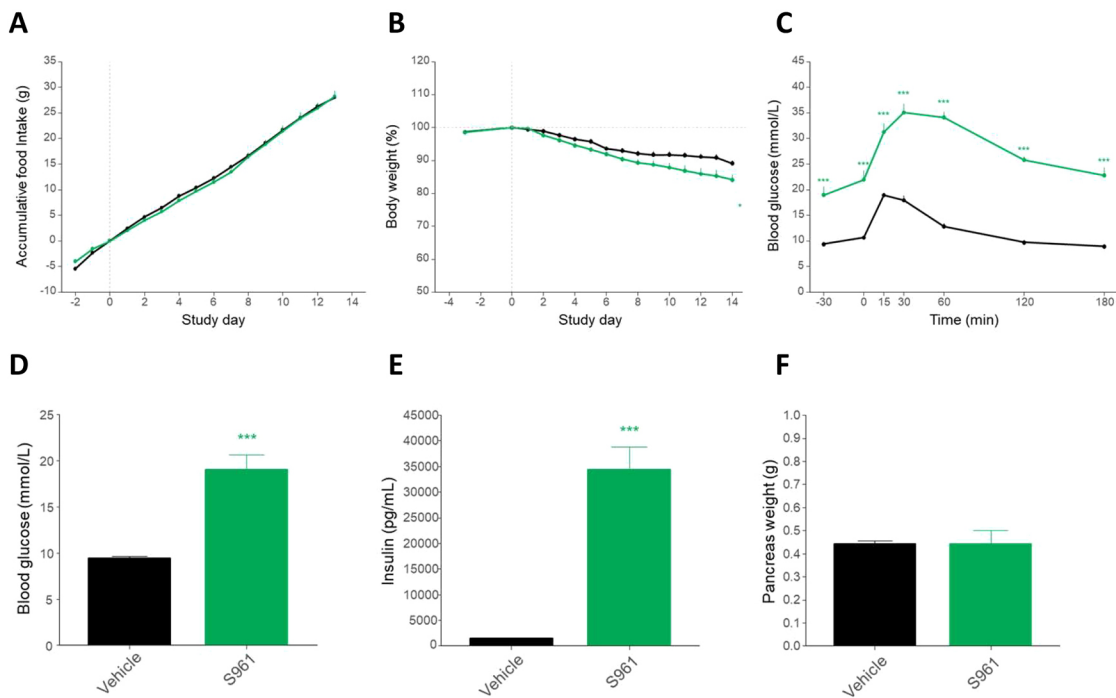 A
B
C
Accumulative food Intake (g)
35
30
25
20
15
10
5
0
-5
-10
-2 0 2 4 6 8 10 12 14
Study day
Body weight (%)
120
110
100
90
80
70
60
50
*
-4 -2 0 2 4 6 8 10 12 14
Study day
Blood glucose (mmol/L)
45
40
35
30
25
20
15
10
5
0
*** *** *** *** *** *** ***
-30 0 15 30 60 120 180
Time (min)
D
E
F
Blood glucose (mmol/L)
25
20
15
10
5
0
***
Vehicle
S961
Insulin (pg/mL)
45000
40000
35000
30000
25000
20000
15000
10000
5000
0
***
Vehicle
S961
Pancreas weight (g)
1.0
0.9
0.8
0.7
0.6
0.5
0.4
0.3
0.2
0.1
0.0
Vehicle
S961